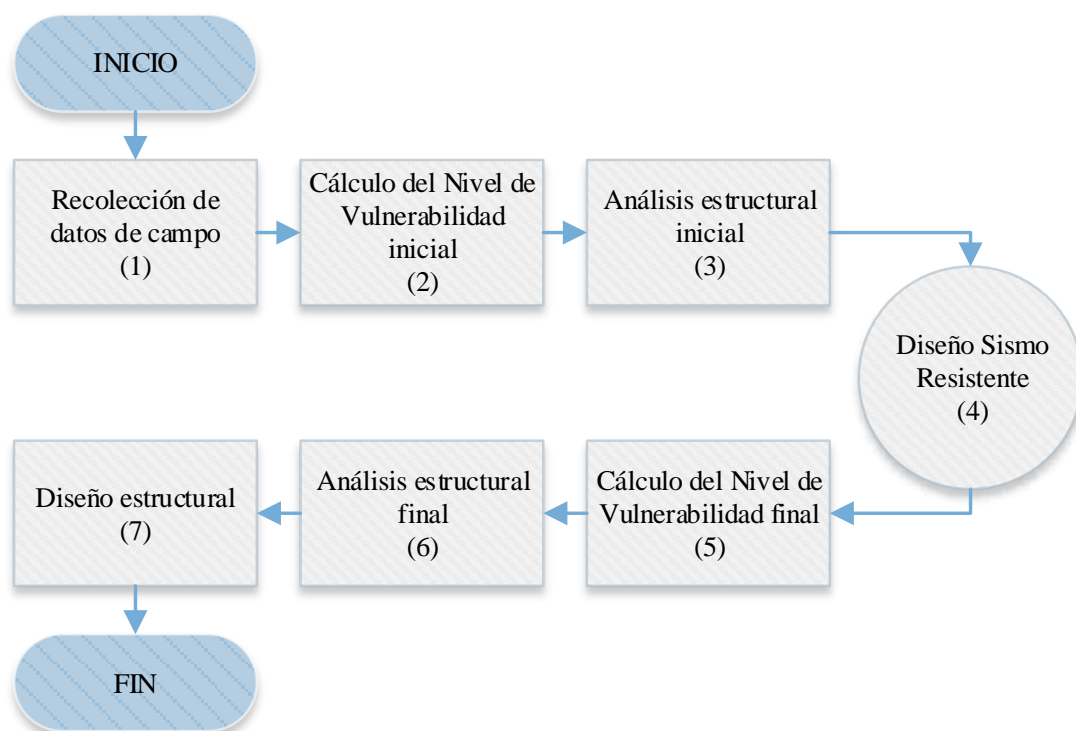 INICIO
Recolección de
datos de campo
(1)
Cálculo del Nivel de
Vulnerabilidad
inicial
(2)
Análisis estructural
inicial
(3)
Diseño Sismo
Resistente
(4)
Cálculo del Nivel de
Vulnerabilidad final
(5)
Análisis estructural
final
(6)
Diseño estructural
(7)
FIN